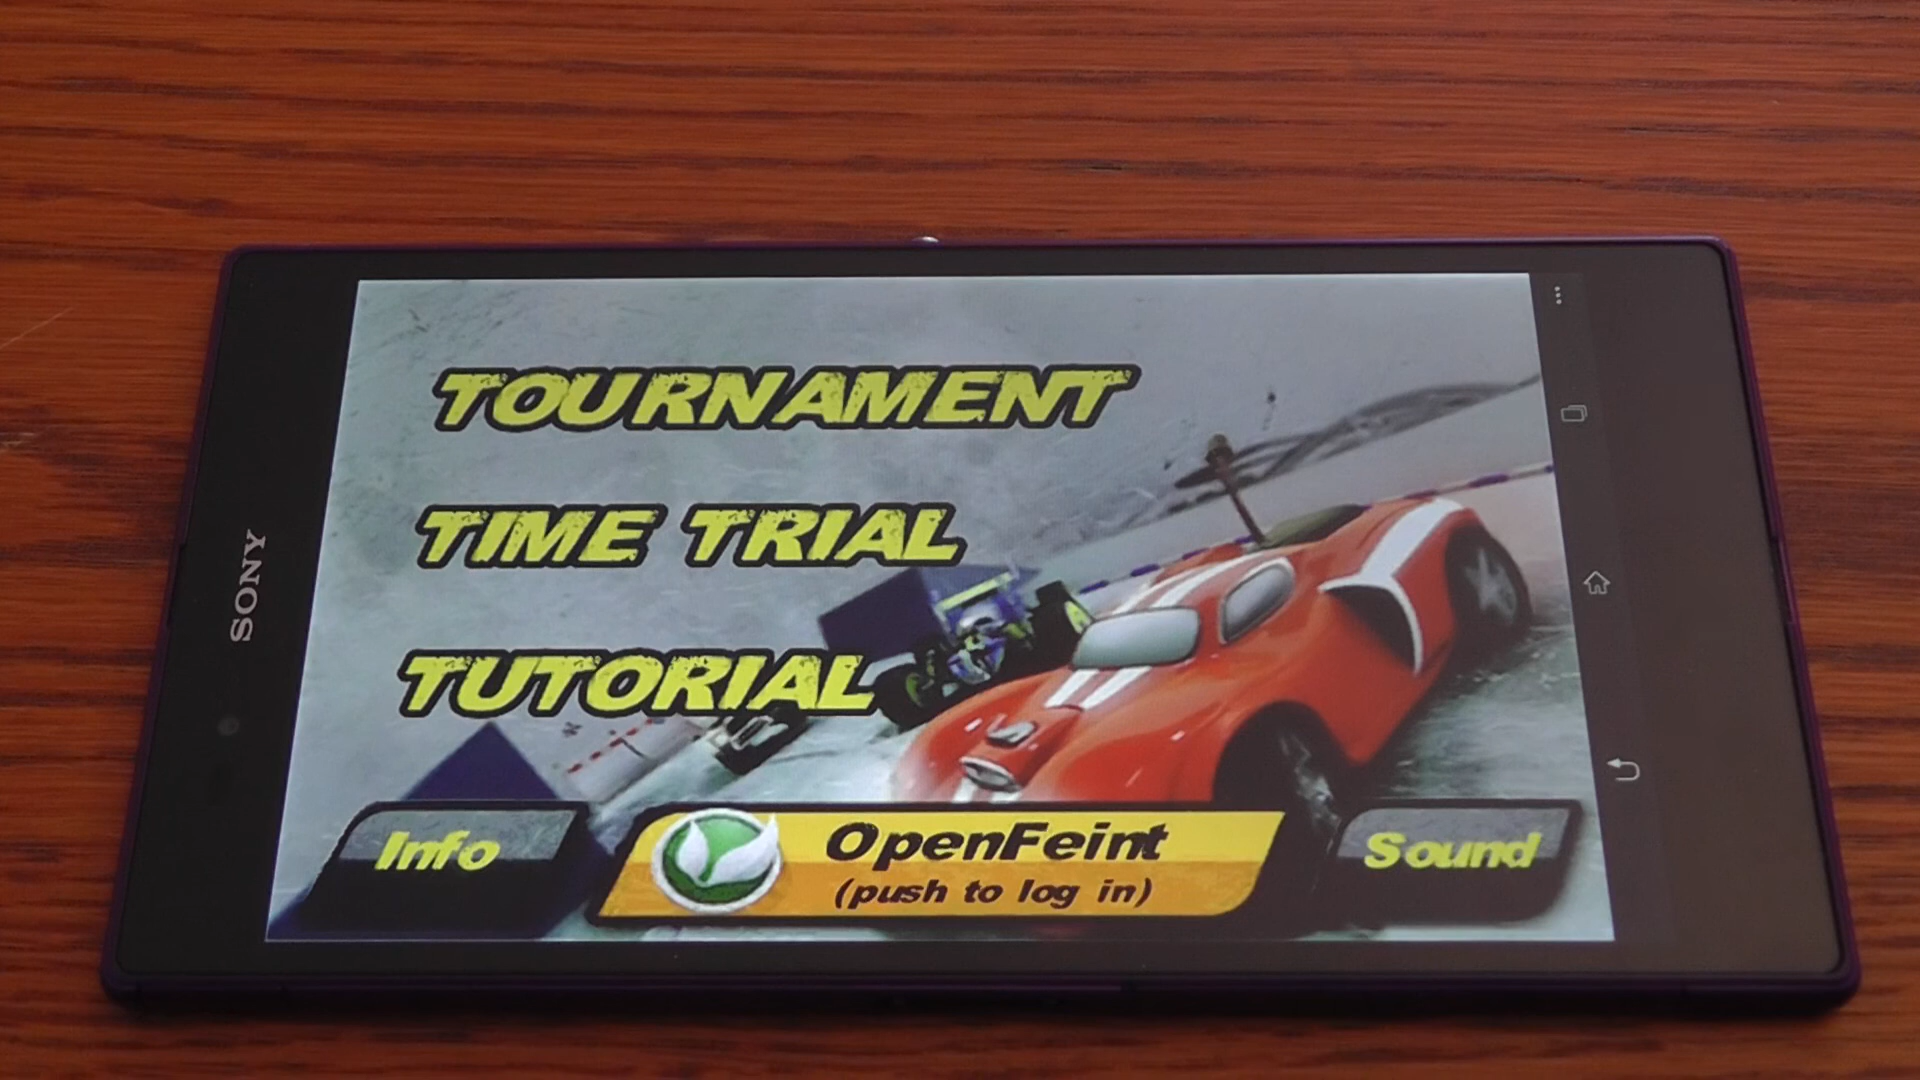 SONY
TOURNAMENT
TIME TRIAL
TUTORIAL
Info
OpenFeint
(push to log in)
Sound